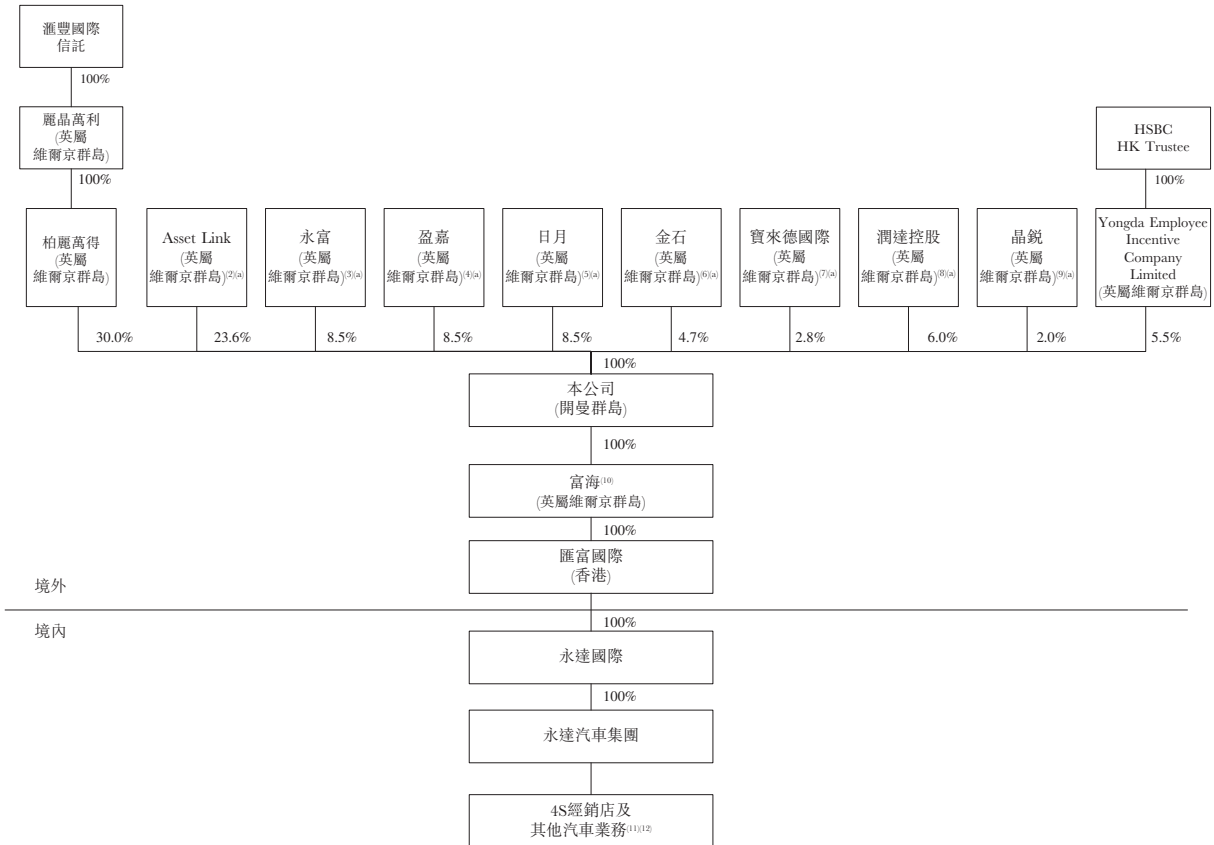 滙豐國際
信託
100%
麗晶萬利
(英屬
維爾京群島)
HSBC
HK Trustee
100%
100%
柏麗萬得
(英屬
維爾京群島)
Asset Link
(英屬
維爾京群島)(2)(a)
永富
(英屬
維爾京群島)(3)(a)
盈嘉
(英屬
維爾京群島)(4)(a)
日月
(英屬
維爾京群島)(5)(a)
金石
(英屬
維爾京群島)(6)(a)
寶來德國際
(英屬
維爾京群島)(7)(a)
潤達控股
(英屬
維爾京群島)(8)(a)
晶銳
(英屬
維爾京群島)(9)(a)
Yongda Employee
Incentive
Company
Limited
(英屬維爾京群島)
30.0%
23.6%
8.5%
8.5%
8.5%
4.7%
2.8%
6.0%
2.0%
5.5%
100%
本公司
(開曼群島)
100%
富海(10)
(英屬維爾京群島)
100%
匯富國際
(香港)
境外
境內
100%
永達國際
100%
永達汽車集團
4S經銷店及
其他汽車業務(11)(12)